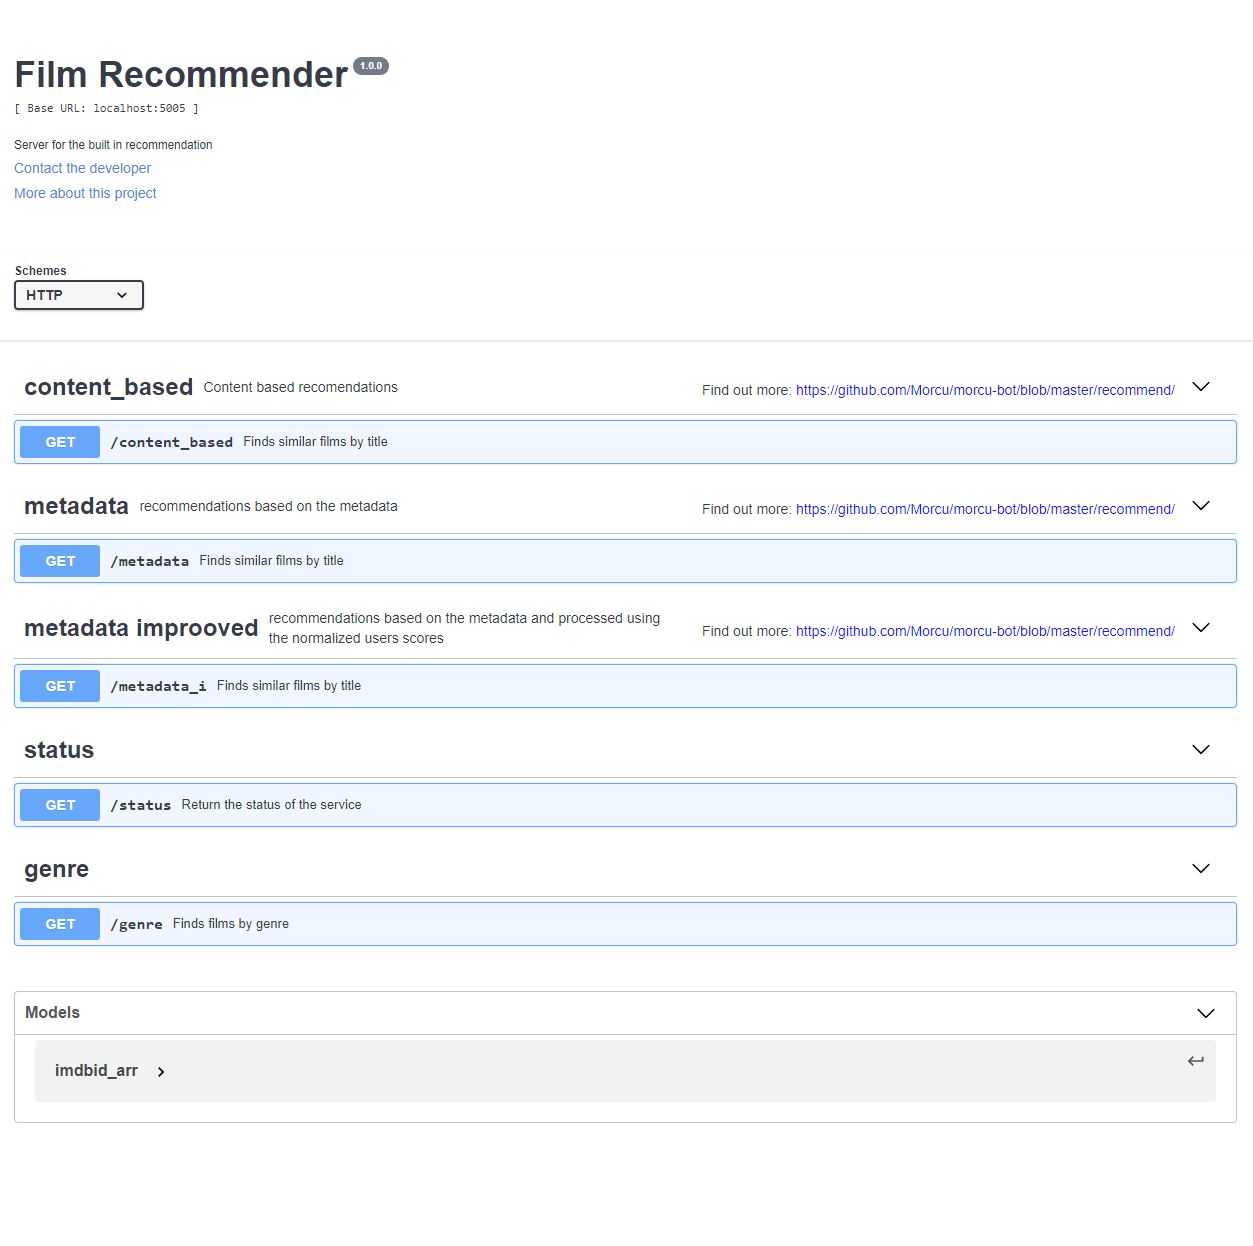 Film Recommender 1.0.0
[ Base URL: localhost:5005 ]
Server for the built in recommendation
Contact the developer
More about this project
Schemes
HTTP
content_based Content based recomendations Find out more: https://github.com/Morcu/morcu-bot/blob/master/recommend/
GET /content_based Finds similar films by title
metadata recommendations based on the metadata Find out more: https://github.com/Morcu/morcu-bot/blob/master/recommend/
GET /metadata Finds similar films by title
metadata improoved recommendations based on the metadata and processed using
the normalized users scores Find out more: https://github.com/Morcu/morcu-bot/blob/master/recommend/
GET /metadata_i Finds similar films by title
status
GET /status Return the status of the service
genre
GET /genre Finds films by genre
Models
imdbid_arr